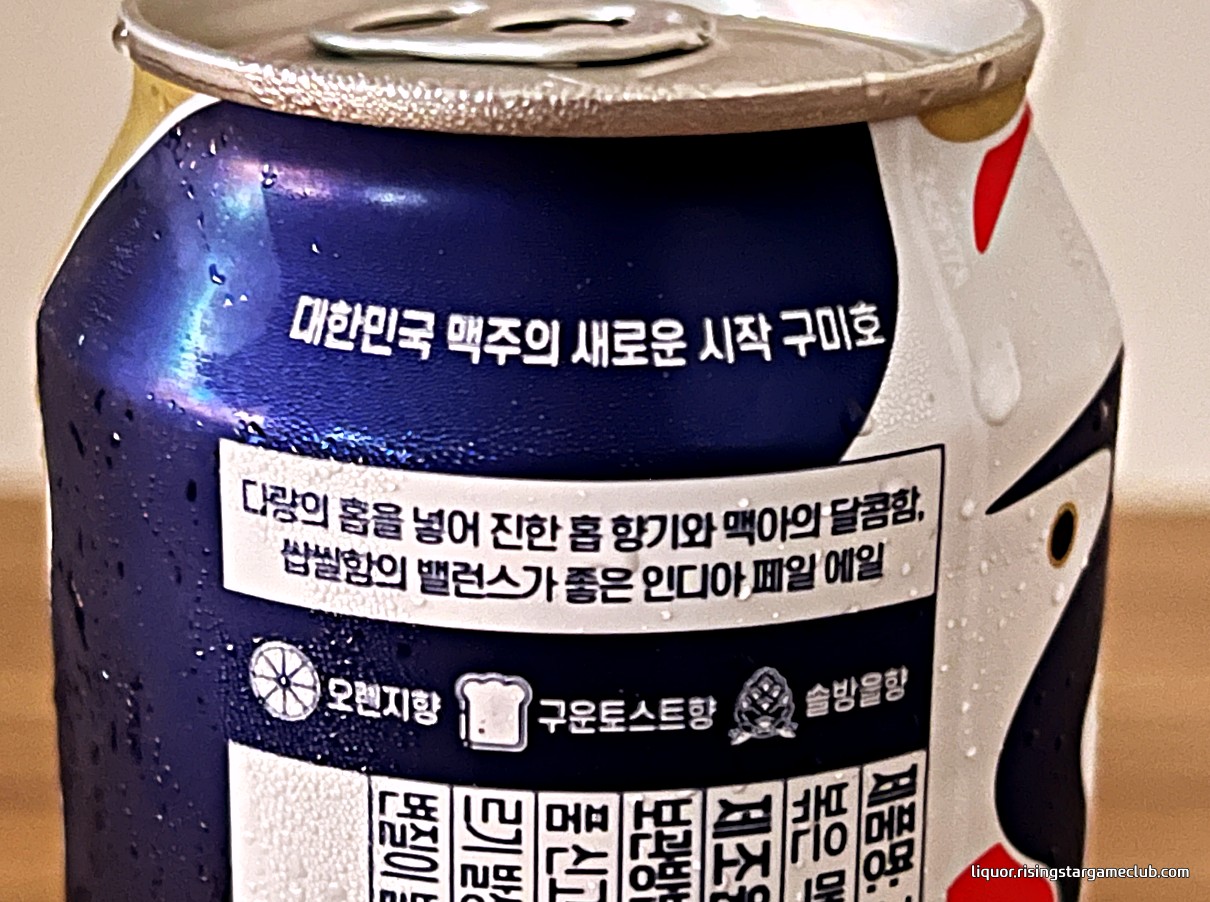 대한민국 맥주의 새로운 시작 구미호
다량의 홉을 넣어 진한 홉 향기와 맥아의 달콤함,
쌉쌀함의 밸런스가 좋은 인디아 페일 에일
오렌지향 구운토스트향 솔방울향
제품명:
liquor.risingstargameclub.com